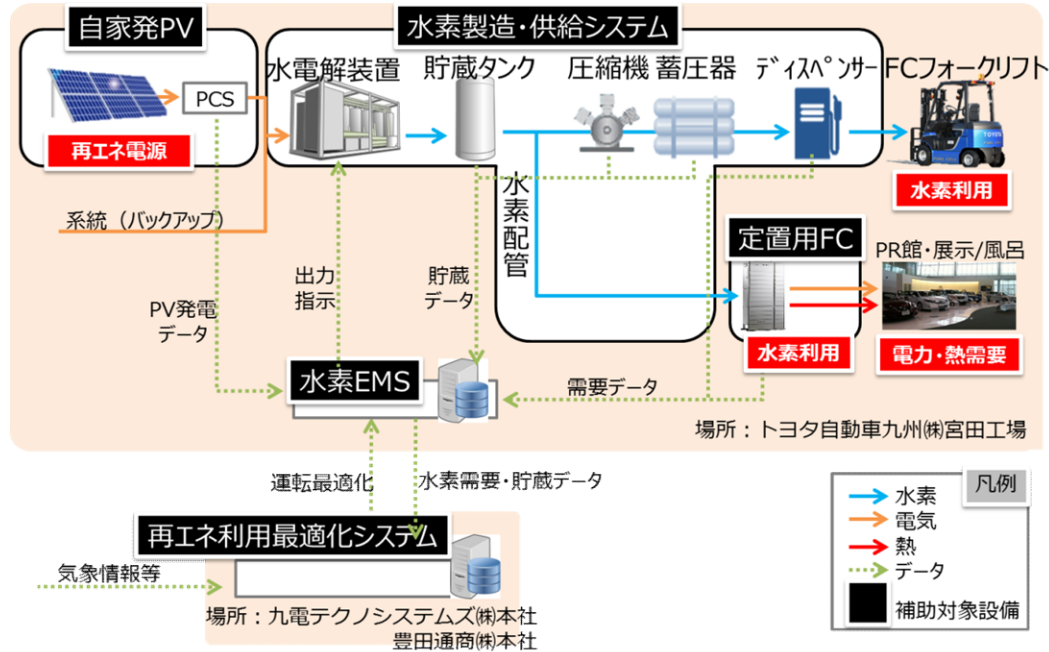 自家発PV
水素製造・供給システム
水電解装置
貯蔵タンク
圧縮機
蓄圧器
ディスペンサー
FCフォークリフト
PCS
再エネ電源
TOYOTA
水素利用
系統（バックアップ）
水素配管
定置用FC
PR館・展示/風呂
出力
指示
貯蔵
データ
PV発電
データ
水素利用
電力・熱需要
水素EMS
需要データ
場所：トヨタ自動車九州㈱宮田工場
運転最適化
水素需要・貯蔵データ
凡例
水素
電気
熱
データ
補助対象設備
再エネ利用最適化システム
気象情報等
場所：九電テクノシステムズ㈱本社
豊田通商㈱本社